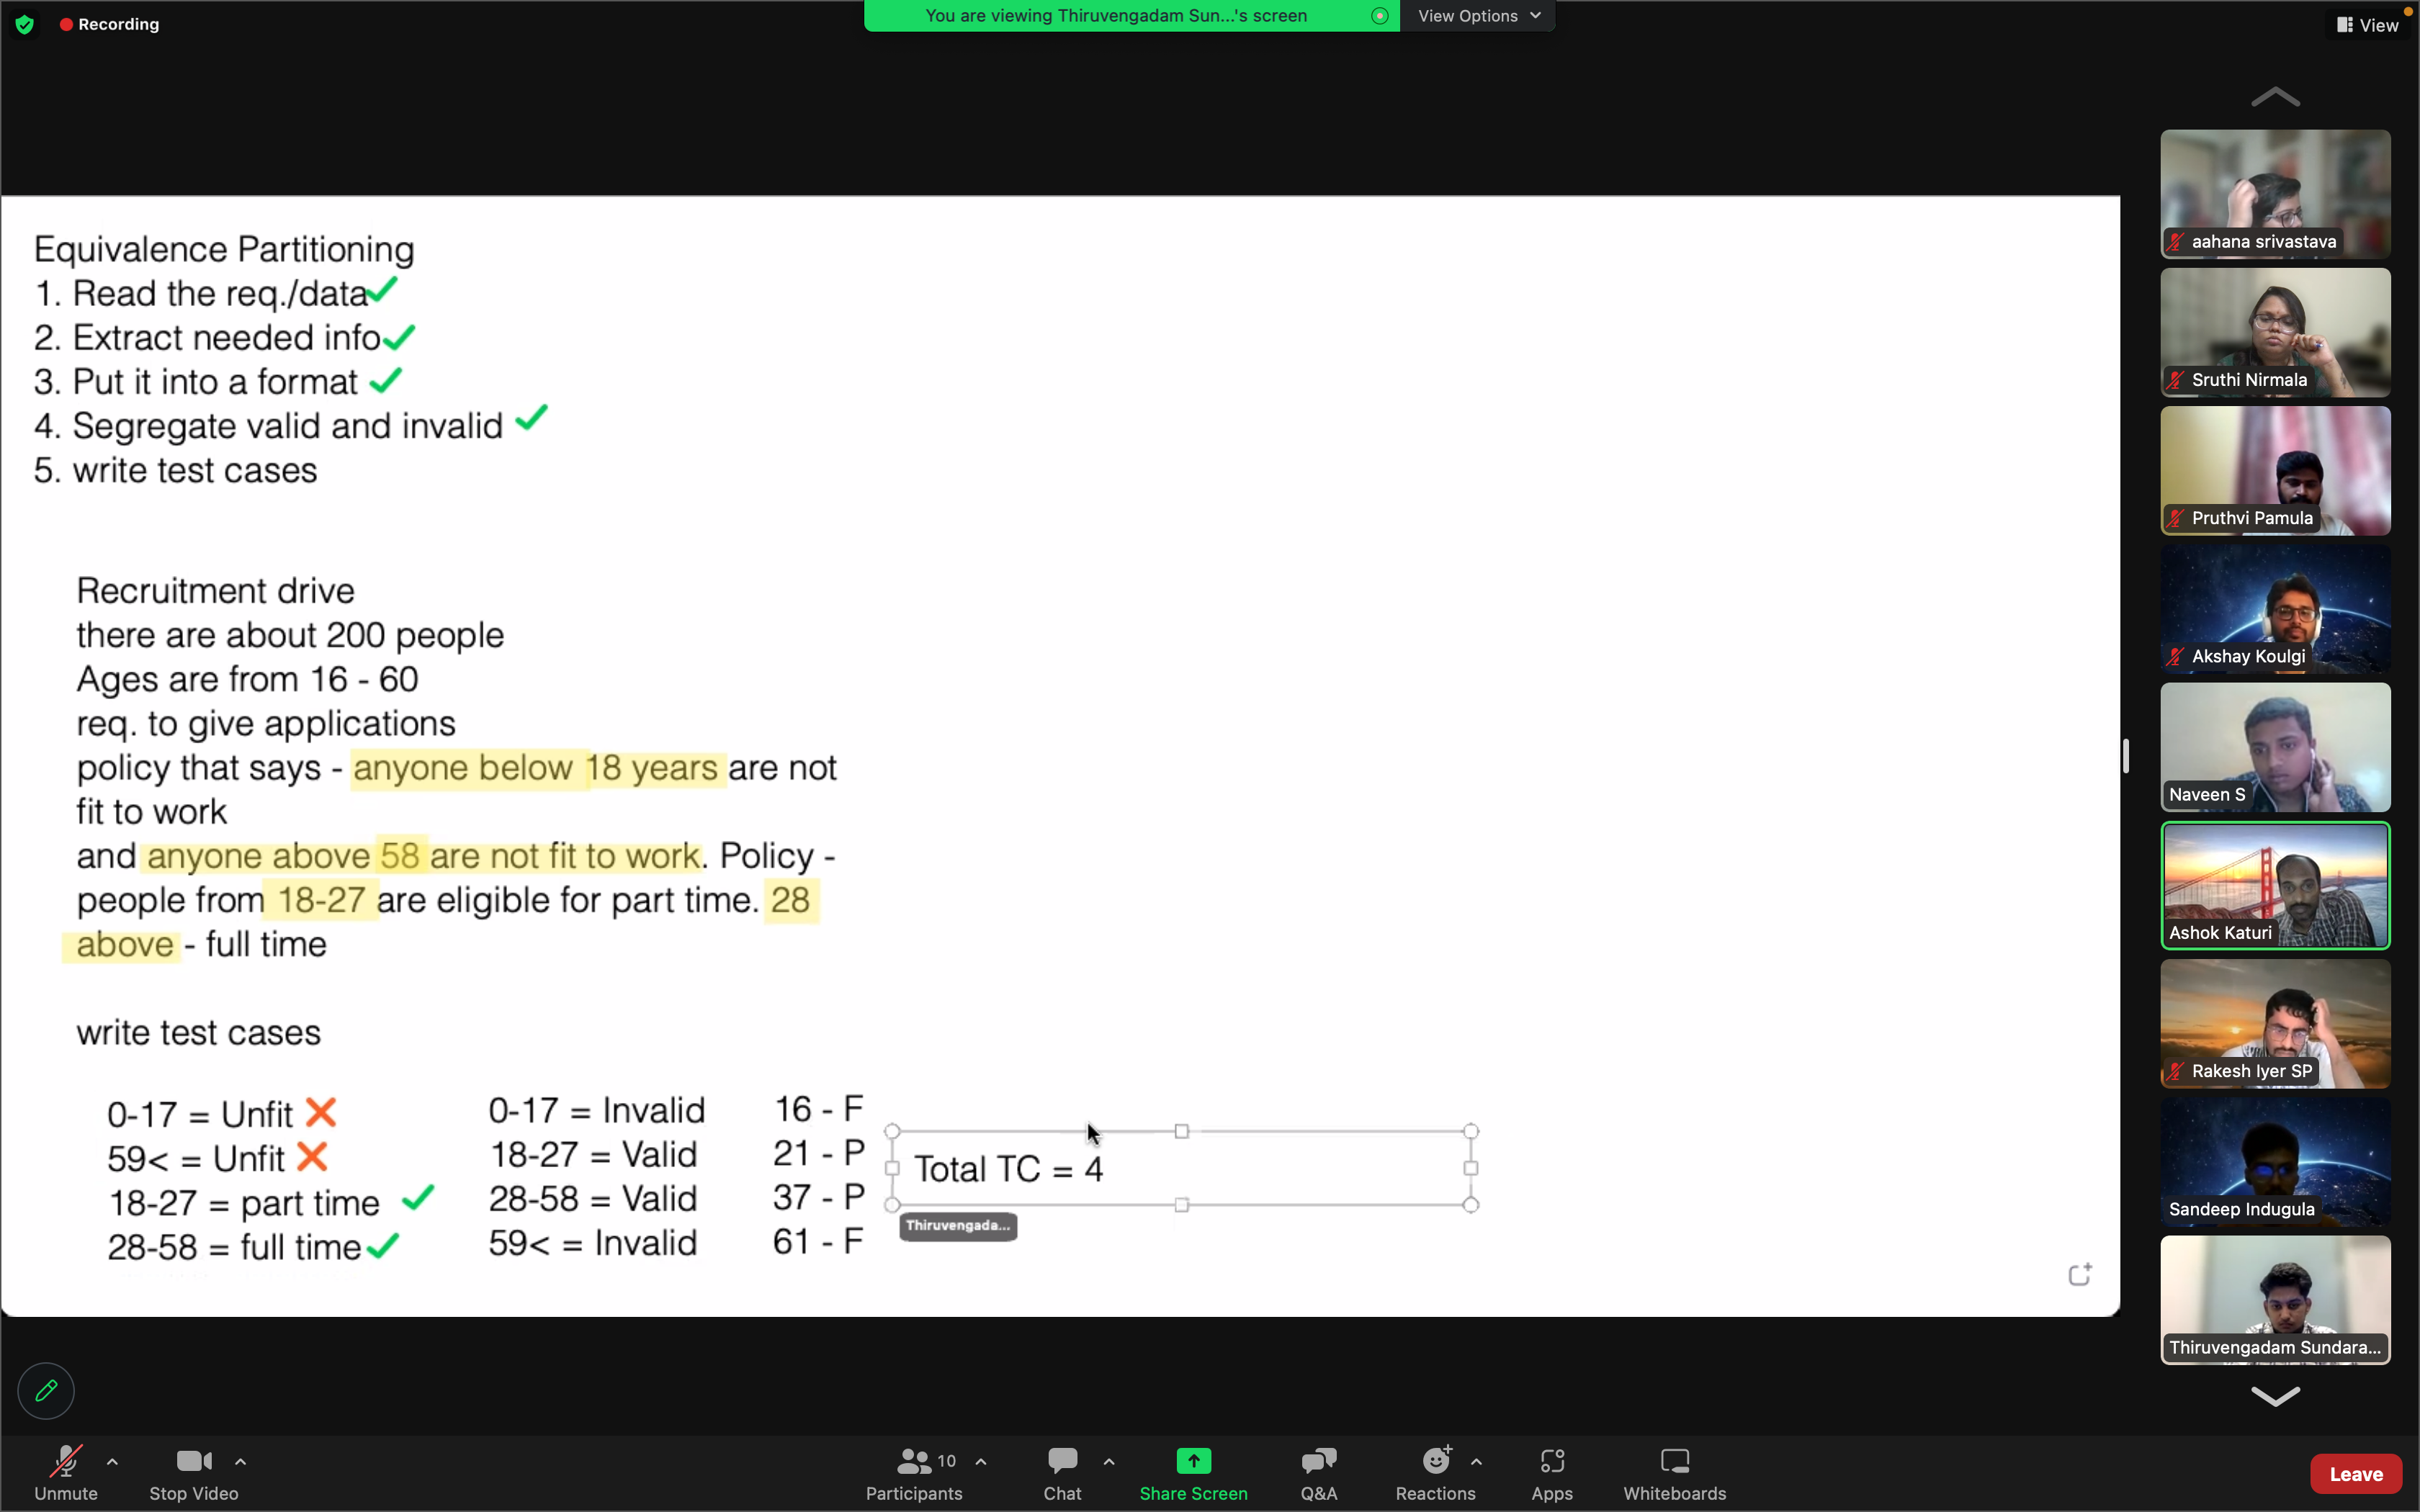 Recording
You are viewing Thiruvengadam Sun...'s screen
View Options
View
Equivalence Partitioning
1. Read the req./data
2. Extract needed info
3. Put it into a format
4. Segregate valid and invalid
5. write test cases
Recruitment drive
there are about 200 people
Ages are from 16 - 60
req. to give applications
policy that says - anyone below 18 years are not
fit to work
and anyone above 58 are not fit to work. Policy -
people from 18-27 are eligible for part time. 28
above - full time
write test cases
0-17 = Unfit
59< = Unfit
18-27 = part time
28-58 = full time
0-17 = Invalid
18-27 = Valid
28-58 = Valid
59< = Invalid
16 - F
21 - P
37 - P
61 - F
Total TC = 4
Thiruvengada...
aahana srivastava
Sruthi Nirmala
Pruthvi Pamula
Akshay Koulgi
Naveen S
Ashok Katuri
Rakesh Iyer SP
Sandeep Indugula
Thiruvengadam Sundara...
Unmute
Stop Video
10
Participants
Chat
Share Screen
Q&A
Reactions
Apps
Whiteboards
Leave